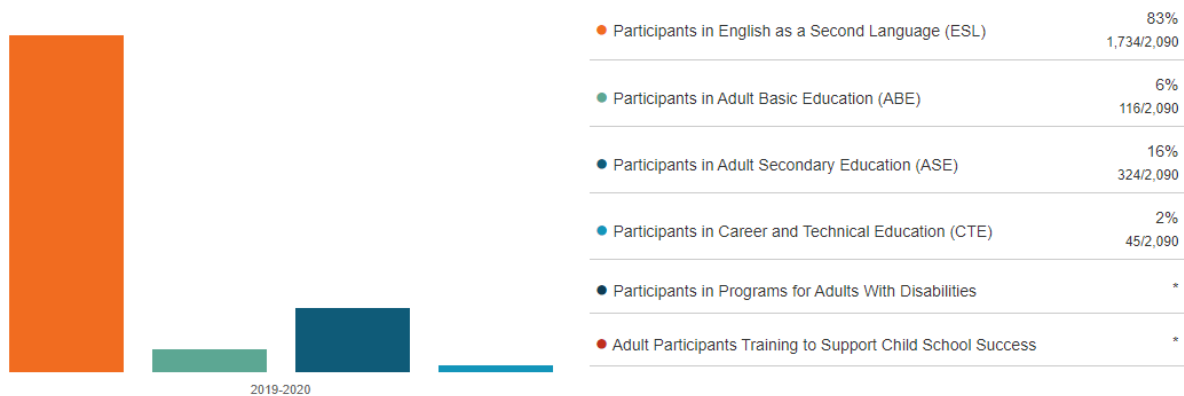 Participants in English as a Second Language (ESL)
83%
1,734/2,090
Participants in Adult Basic Education (ABE)
6%
116/2,090
Participants in Adult Secondary Education (ASE)
16%
324/2,090
Participants in Career and Technical Education (CTE)
2%
45/2,090
Participants in Programs for Adults With Disabilities
*
Adult Participants Training to Support Child School Success
*
2019-2020